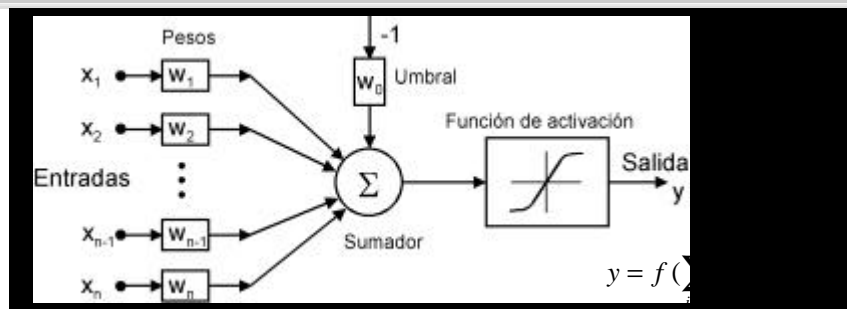 Pesos
-1
x₁
w₁
w₀
Umbral
x₂
w₂
Función de activación
Entradas
Σ
Salida
y
xₙ₋₁
wₙ₋₁
Sumador
xₙ
wₙ
y = f(∑